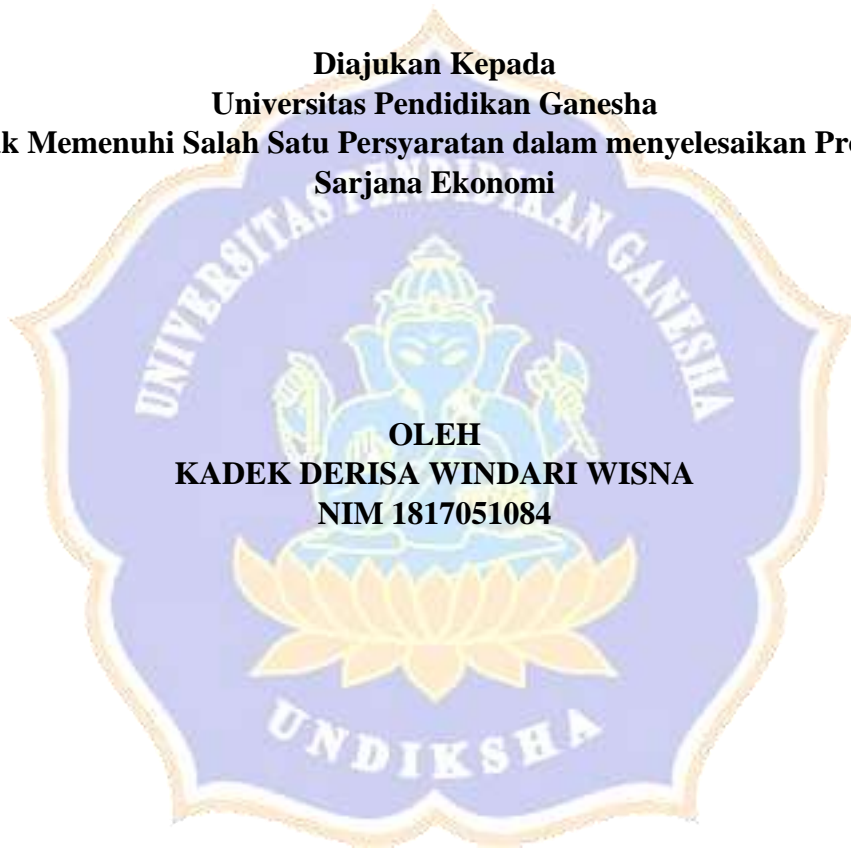 Diajukan Kepada
Universitas Pendidikan Ganesha
Memenuhi Salah Satu Persyaratan dalam menyelesaikan
Sarjana Ekonomi
UNIVERSITAS PENDIDIKAN GANESHA
OLEH
KADEK DERISA WINDARI WISNA
NIM 1817051084
UNDIKSHA